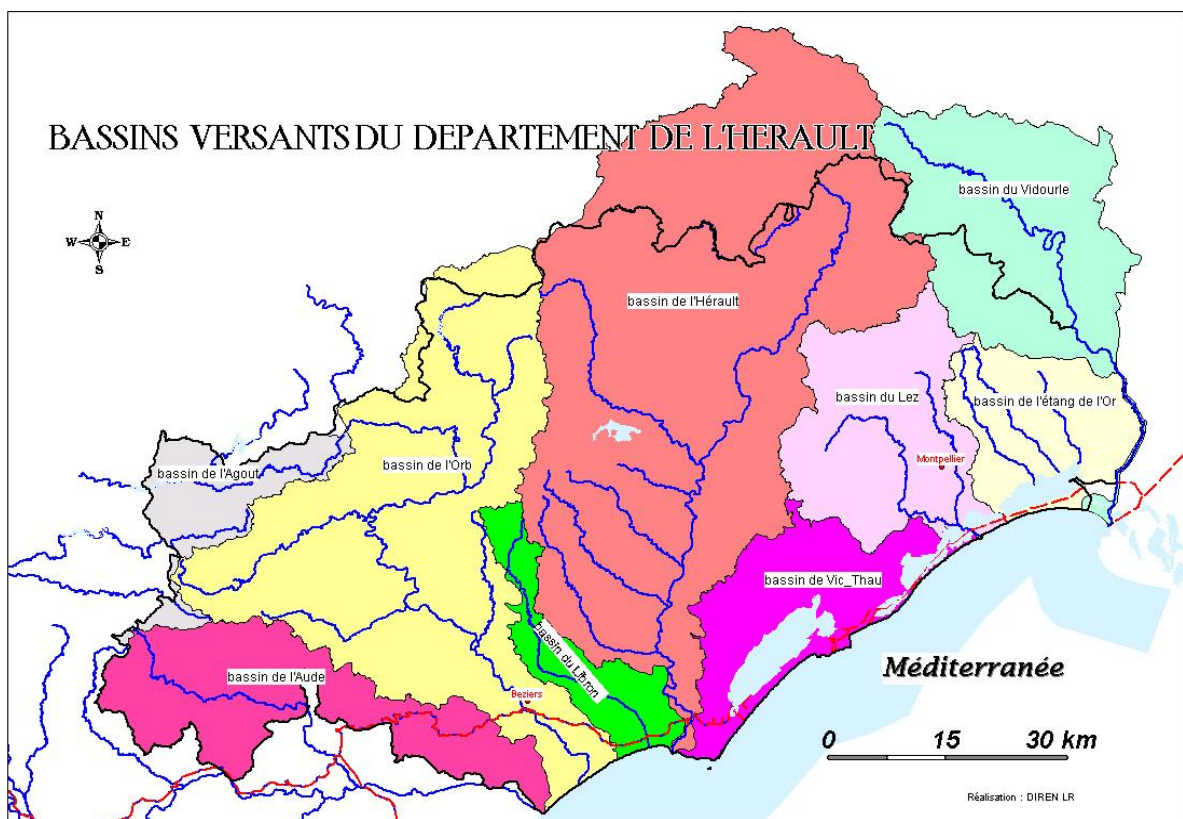 BASSINS VERSANTS DU DEPARTEMENT DE L'HERAULT
bassin du Vidourle
N
W E
S
bassin de l'Hérault
bassin du Lez
bassin de l'étang de l'Or
Montpellier
bassin de l'Orb
bassin de l'Agout
bassin de Vic_Thau
bassin du Libron
Méditerranée
bassin de l'Aude
Beziers
0 15 30 km
Réalisation : DIREN LR